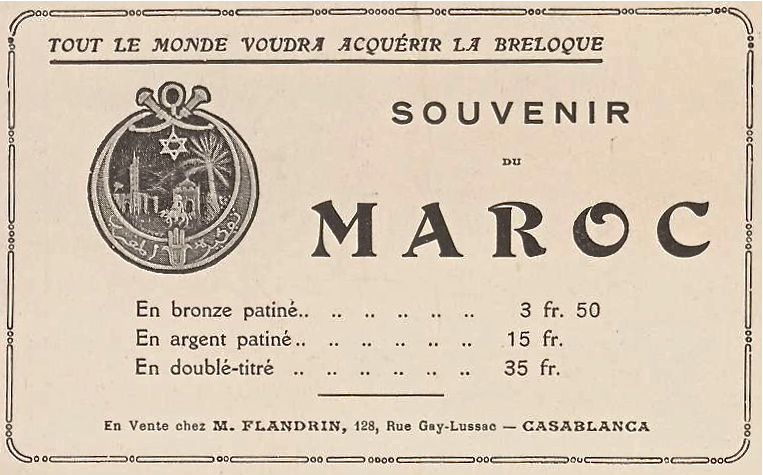 TOUT LE MONDE VOUDRA ACQUÉRIR LA BRELOQUE
SOUVENIR
DU
MAROC
En bronze patiné.. .. .. .. .. .. 3 fr. 50
En argent patiné.. .. .. .. .. .. 15 fr.
En doublé-titré .. .. .. .. .. .. 35 fr.
En Vente chez M. FLANDRIN, 128, Rue Gay-Lussac — CASABLANCA